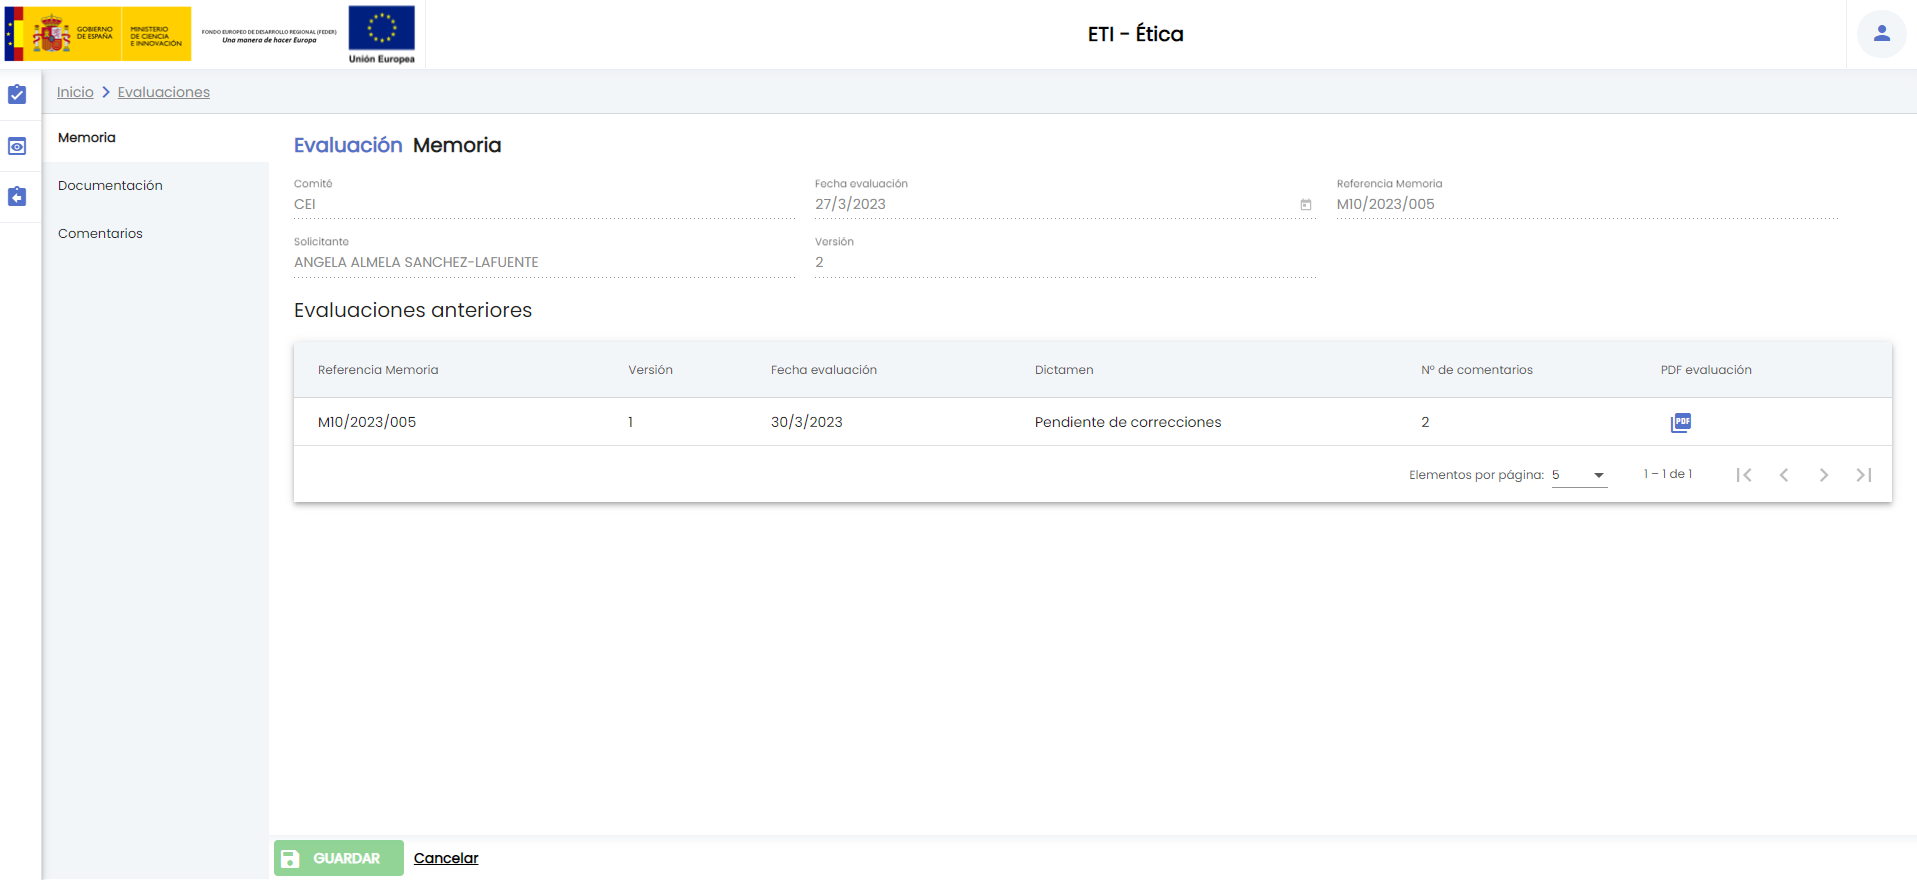 GOBIERNO
DE ESPAÑA
MINISTERIO
DE CIENCIA
E INNOVACIÓN
FONDO EUROPEO DE DESARROLLO REGIONAL (FEDER)
Una manera de hacer Europa
Unión Europea
ETI - Ética
Inicio > Evaluaciones
Memoria
Documentación
Comentarios
Evaluación Memoria
Comité
CEI
Fecha evaluación
27/3/2023
Referencia Memoria
M10/2023/005
Solicitante
ANGELA ALMELA SANCHEZ-LAFUENTE
Versión
2
Evaluaciones anteriores
Referencia Memoria Versión Fecha evaluación Dictamen Nº de comentarios PDF evaluación
M10/2023/005 1 30/3/2023 Pendiente de correcciones 2 PDF
Elementos por página: 5 1 – 1 de 1
GUARDAR Cancelar